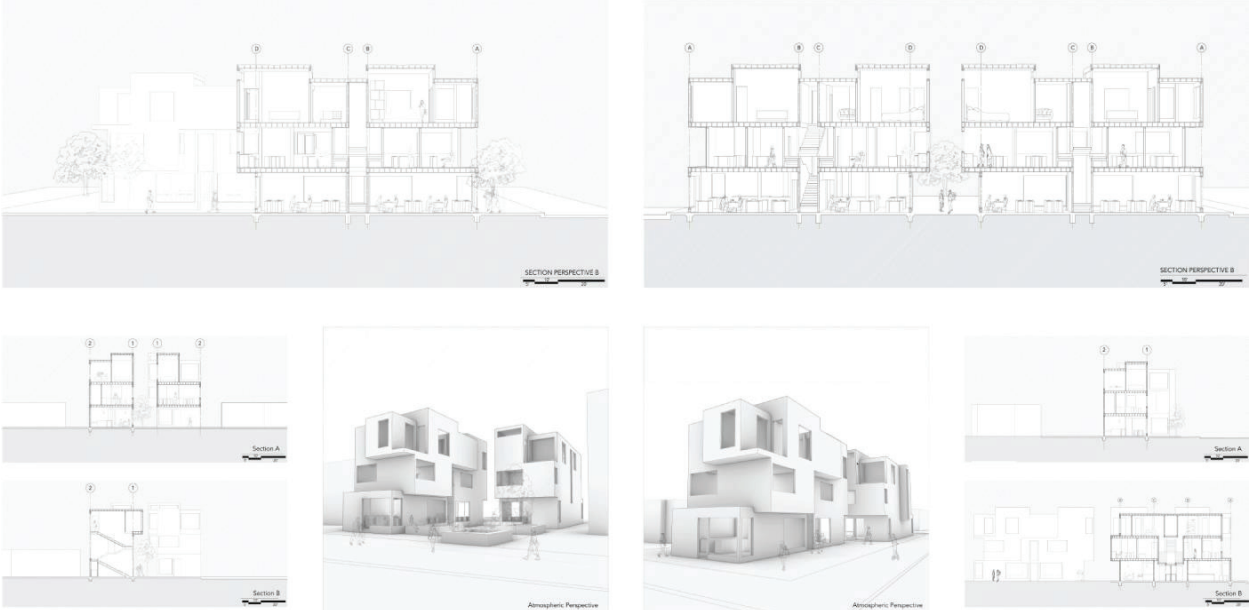 D C B A
A B C D D C B A
SECTION PERSPECTIVE B
SECTION PERSPECTIVE B
2 1 1 2
Section A
2 1
Section B
Atmospheric Perspective
Atmospheric Perspective
2 1
Section A
Section B